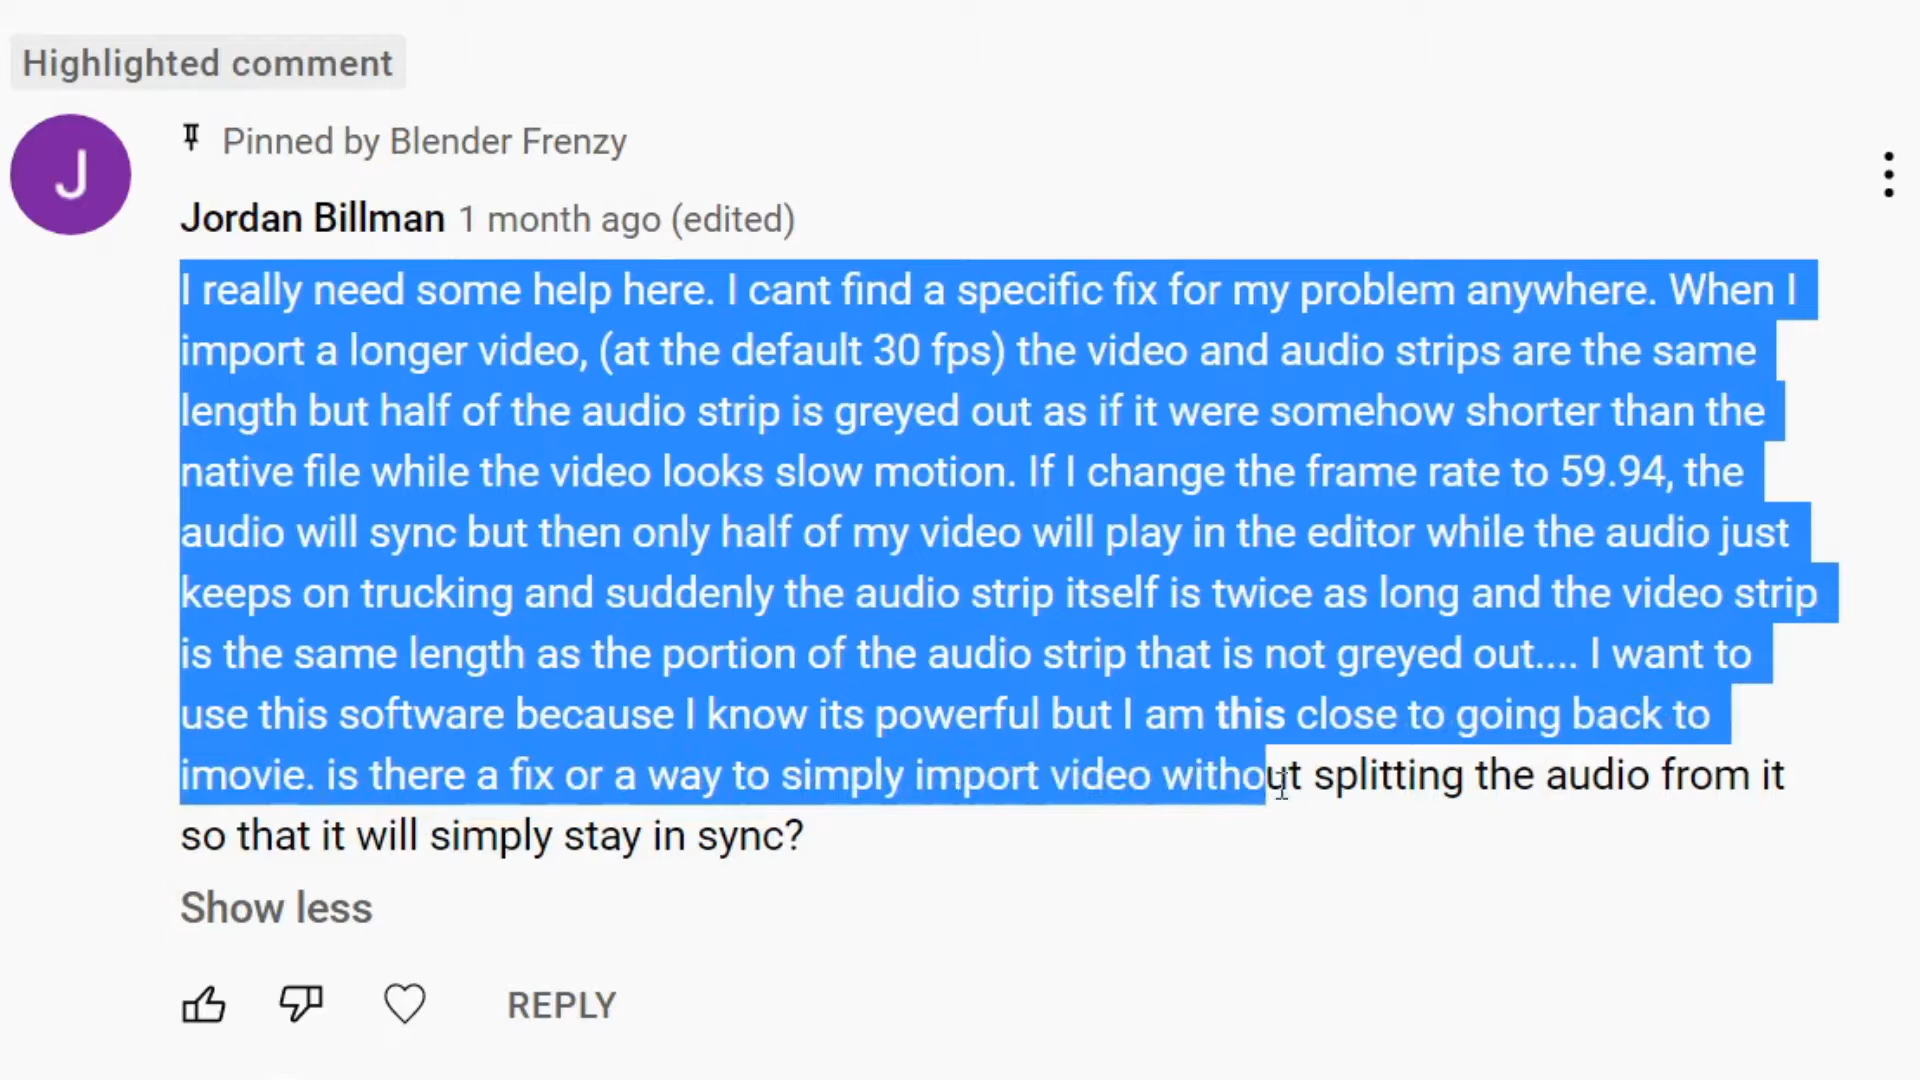 Highlighted comment
J
Pinned by Blender Frenzy
Jordan Billman 1 month ago (edited)
I really need some help here. I cant find a specific fix for my problem anywhere. When I
import a longer video, (at the default 30 fps) the video and audio strips are the same
length but half of the audio strip is greyed out as if it were somehow shorter than the
native file while the video looks slow motion. If I change the frame rate to 59.94, the
audio will sync but then only half of my video will play in the editor while the audio just
keeps on trucking and suddenly the audio strip itself is twice as long and the video strip
is the same length as the portion of the audio strip that is not greyed out.... I want to
use this software because I know its powerful but I am this close to going back to
imovie. is there a fix or a way to simply import video without splitting the audio from it
so that it will simply stay in sync?
Show less
REPLY